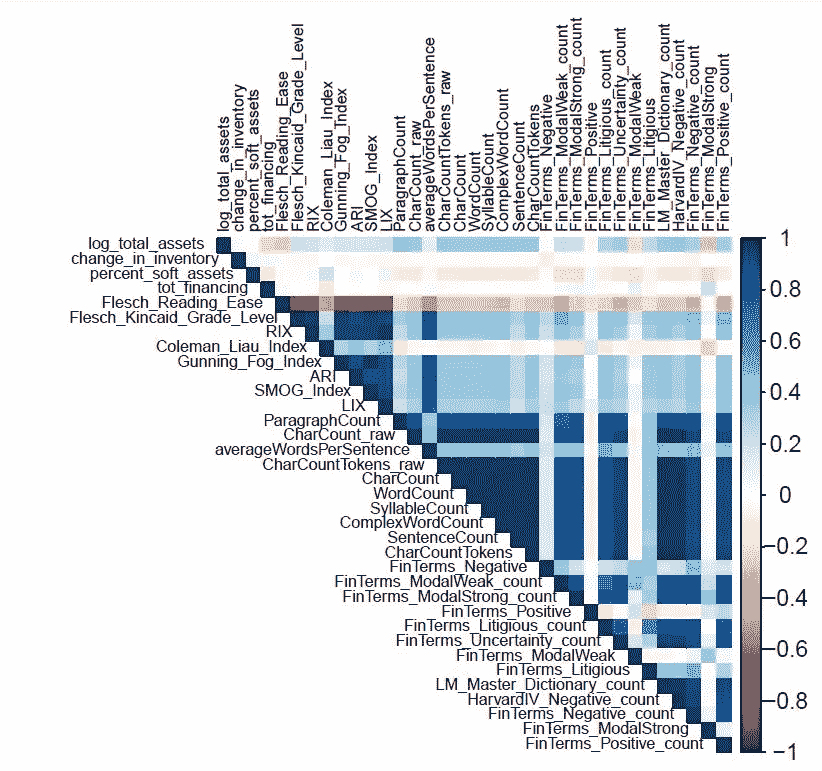 log_total_assets
change_in_inventory
percent_soft_assets
tot_financing
Flesch_Reading_Ease
Flesch_Kincaid_Grade_Level
RIX
Coleman_Liau_Index
Gunning_Fog_Index
ARI
SMOG_Index
LIX
ParagraphCount
CharCount_raw
averageWordsPerSentence
CharCountTokens_raw
CharCount
WordCount
SyllableCount
ComplexWordCount
SentenceCount
CharCountTokens
FinTerms_Negative
FinTerms_ModalWeak_count
FinTerms_ModalStrong_count
FinTerms_Positive
FinTerms_Litigious_count
FinTerms_Uncertainty_count
FinTerms_ModalWeak
FinTerms_Litigious
LM_Master_Dictionary_count
HarvardIV_Negative_count
FinTerms_Negative_count
FinTerms_ModalStrong
FinTerms_Positive_count
log_total_assets
change_in_inventory
percent_soft_assets
tot_financing
Flesch_Reading_Ease
Flesch_Kincaid_Grade_Level
RIX
Coleman_Liau_Index
Gunning_Fog_Index
ARI
SMOG_Index
LIX
ParagraphCount
CharCount_raw
averageWordsPerSentence
CharCountTokens_raw
CharCount
WordCount
SyllableCount
ComplexWordCount
SentenceCount
CharCountTokens
FinTerms_Negative
FinTerms_ModalWeak_count
FinTerms_ModalStrong_count
FinTerms_Positive
FinTerms_Litigious_count
FinTerms_Uncertainty_count
FinTerms_ModalWeak
FinTerms_Litigious
LM_Master_Dictionary_count
HarvardIV_Negative_count
FinTerms_Negative_count
FinTerms_ModalStrong
FinTerms_Positive_count
1
0.8
0.6
0.4
0.2
0
−0.2
−0.4
−0.6
−0.8
−1